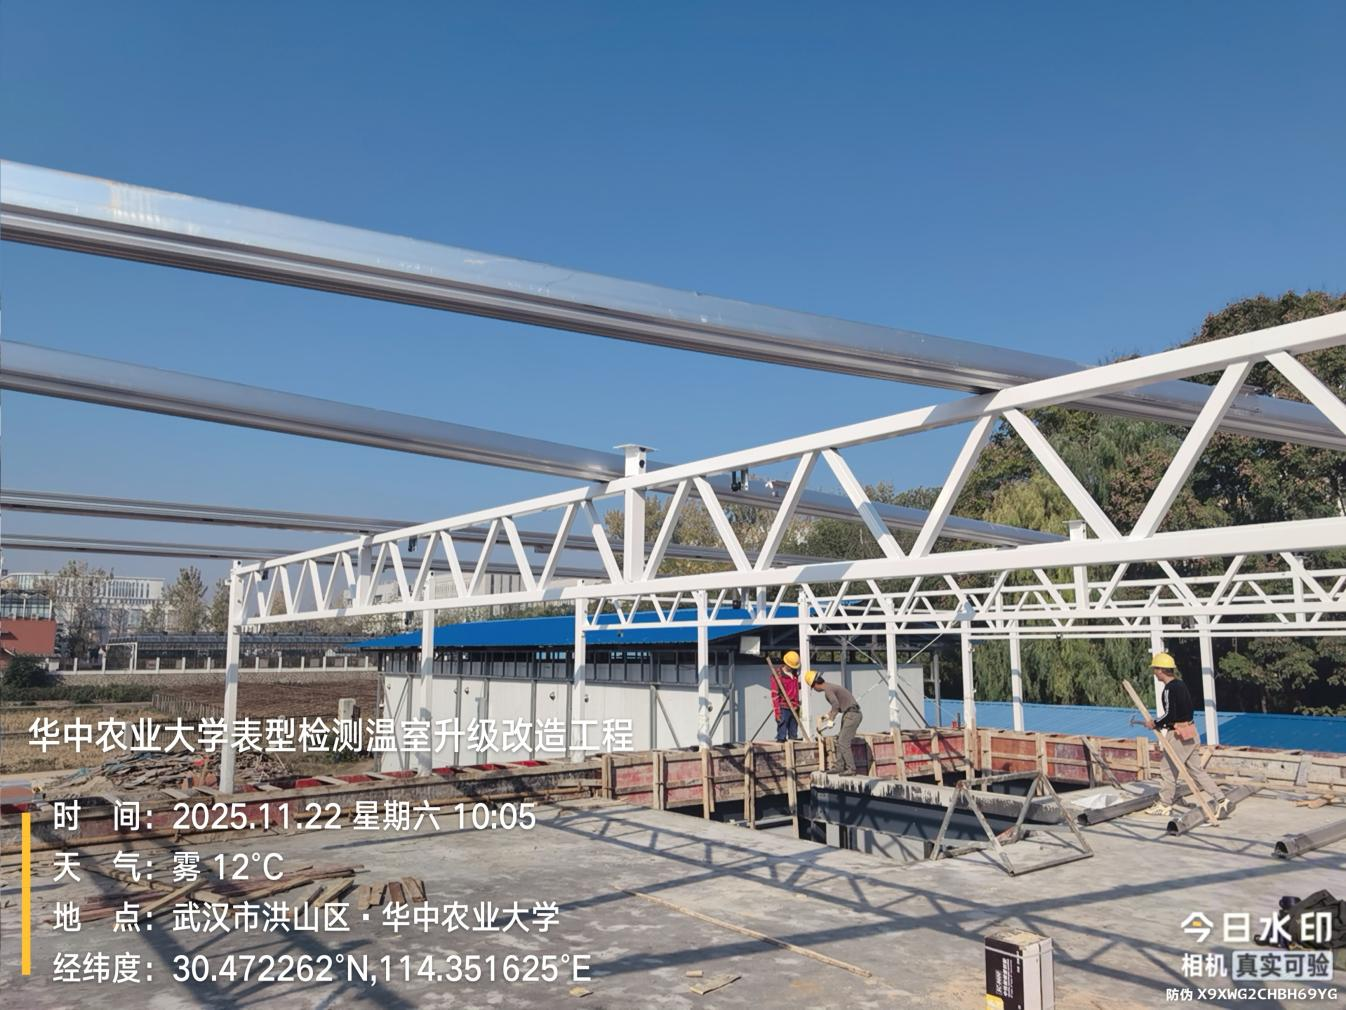 华中农业大学表型检测温室升级改造工程
时 间：2025.11.22 星期六 10:05
天 气：雾 12℃
地 点：武汉市洪山区·华中农业大学
经纬度：30.472262°N,114.351625°E
今日水印
相机 真实可验
防伪 X9XWG2CHBH69YG